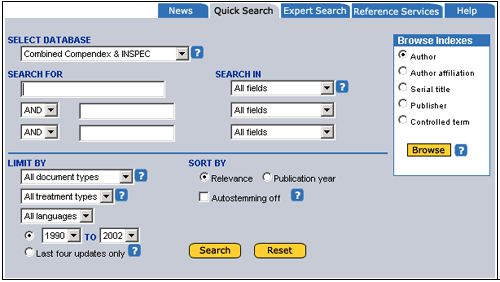 News Quick Search Expert Search Reference Services Help
SELECT DATABASE
Combined Compendex & INSPEC ?
SEARCH FOR SEARCH IN
All fields ?
AND All fields
AND All fields
LIMIT BY SORT BY
All document types ? Relevance Publication year
All treatment types ? Autostemming off ?
All languages
1990 TO 2002
Last four updates only ? Search Reset
Browse Indexes
Author
Author affiliation
Serial title
Publisher
Controlled term
Browse ?